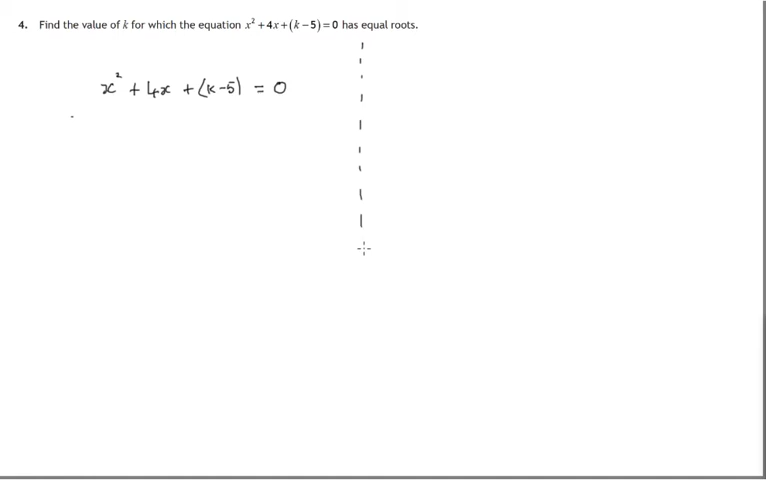 4. Find the value of k for which the equation x² + 4x + (k − 5) = 0 has equal roots.
x² + 4x + (k-5) = 0